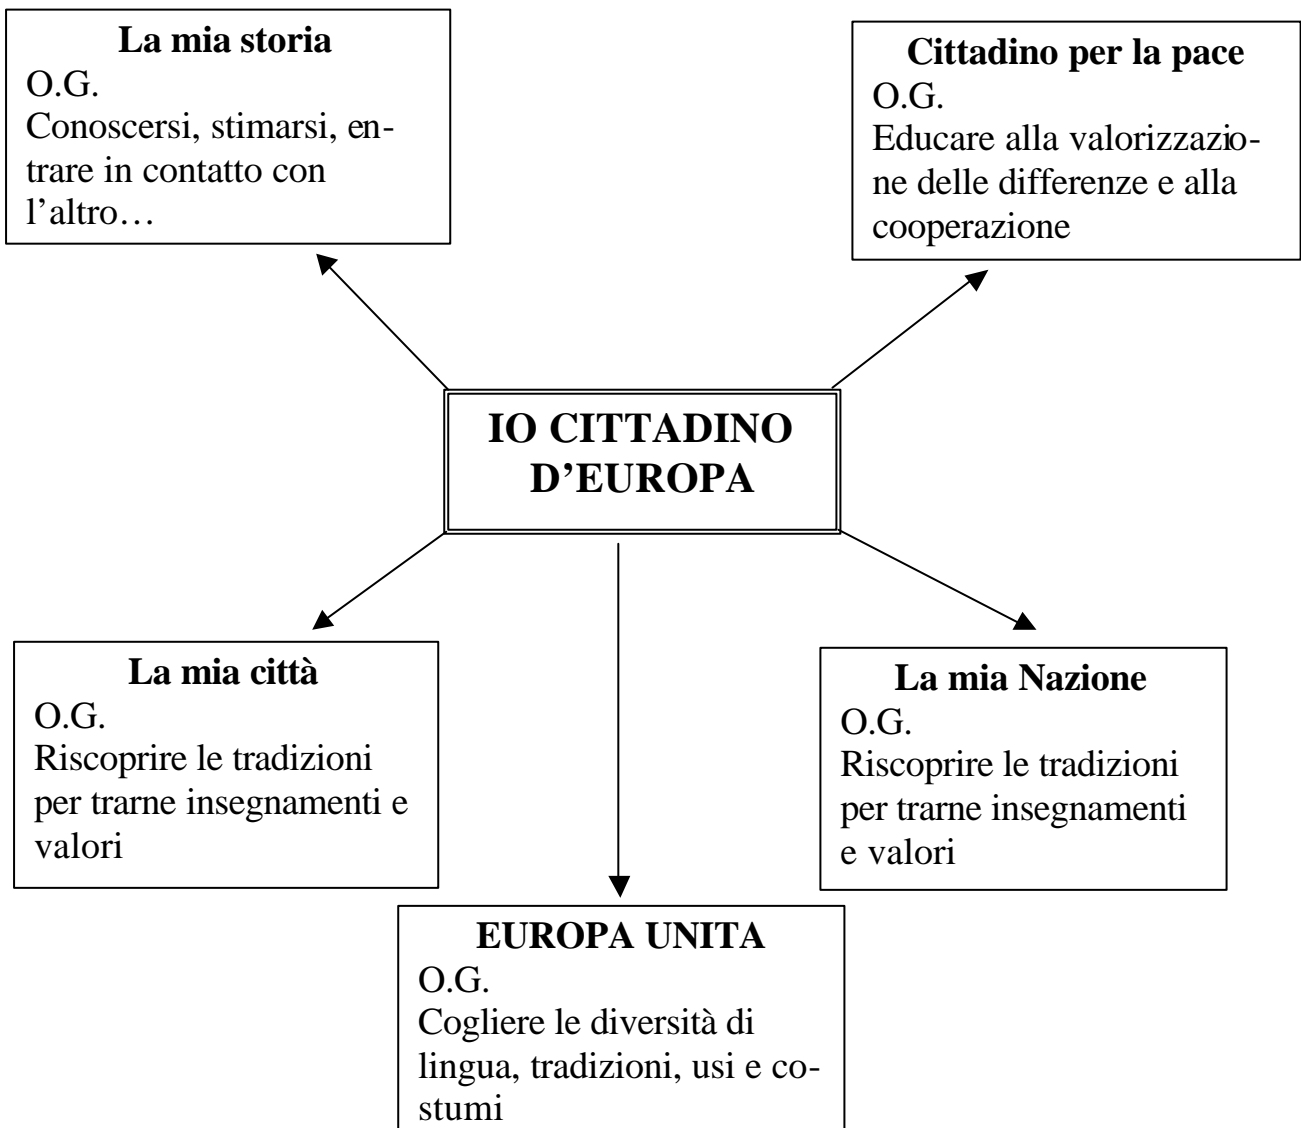 La mia storia
O.G.
Conoscersi, stimarsi, en-
trare in contatto con
l’altro…
Cittadino per la pace
O.G.
Educare alla valorizzazio-
ne delle differenze e alla
cooperazione
IO CITTADINO
D’EUROPA
La mia città
O.G.
Riscoprire le tradizioni
per trarne insegnamenti e
valori
La mia Nazione
O.G.
Riscoprire le tradizioni
per trarne insegnamenti
e valori
EUROPA UNITA
O.G.
Cogliere le diversità di
lingua, tradizioni, usi e co-
stumi